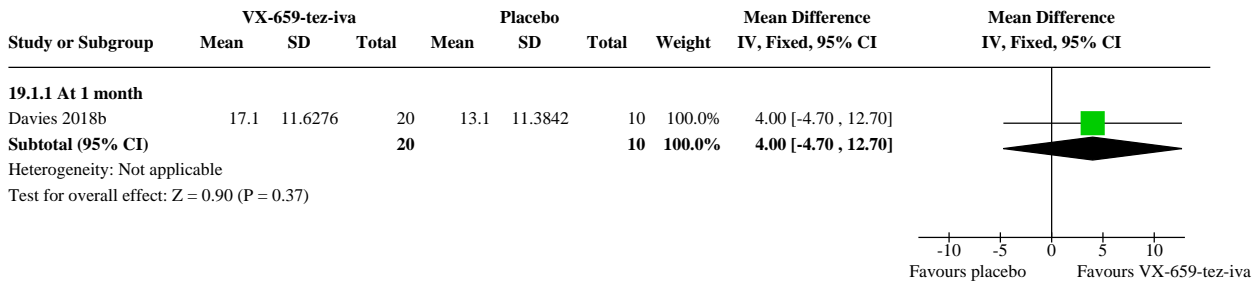 VX-659-tez-iva Placebo Mean Difference Mean Difference
Study or Subgroup Mean SD Total Mean SD Total Weight IV, Fixed, 95% CI IV, Fixed, 95% CI
19.1.1 At 1 month
Davies 2018b 17.1 11.6276 20 13.1 11.3842 10 100.0% 4.00 [-4.70 , 12.70]
Subtotal (95% CI) 20 10 100.0% 4.00 [-4.70 , 12.70]
Heterogeneity: Not applicable
Test for overall effect: Z = 0.90 (P = 0.37)
-10 -5 0 5 10
Favours placebo Favours VX-659-tez-iva